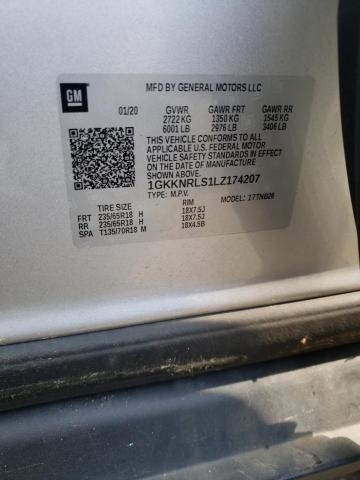 GM
MFD BY GENERAL MOTORS LLC
01/20 GVWR GAWR FRT GAWR RR
2722 KG 1350 KG 1545 KG
6001 LB 2976 LB 3406 LB
THIS VEHICLE CONFORMS TO ALL
APPLICABLE U.S. FEDERAL MOTOR
VEHICLE SAFETY STANDARDS IN EFFECT
ON THE DATE OF MANUFACTURE
SHOWN ABOVE.
1GKKNRLS1LZ174207
TYPE: M.P.V. MODEL: 17TNB26
TIRE SIZE RIM
FRT 235/65R18 H 18X7.5J
RR 235/65R18 H 18X7.5J
SPA T135/70R18 M 18X4.5B